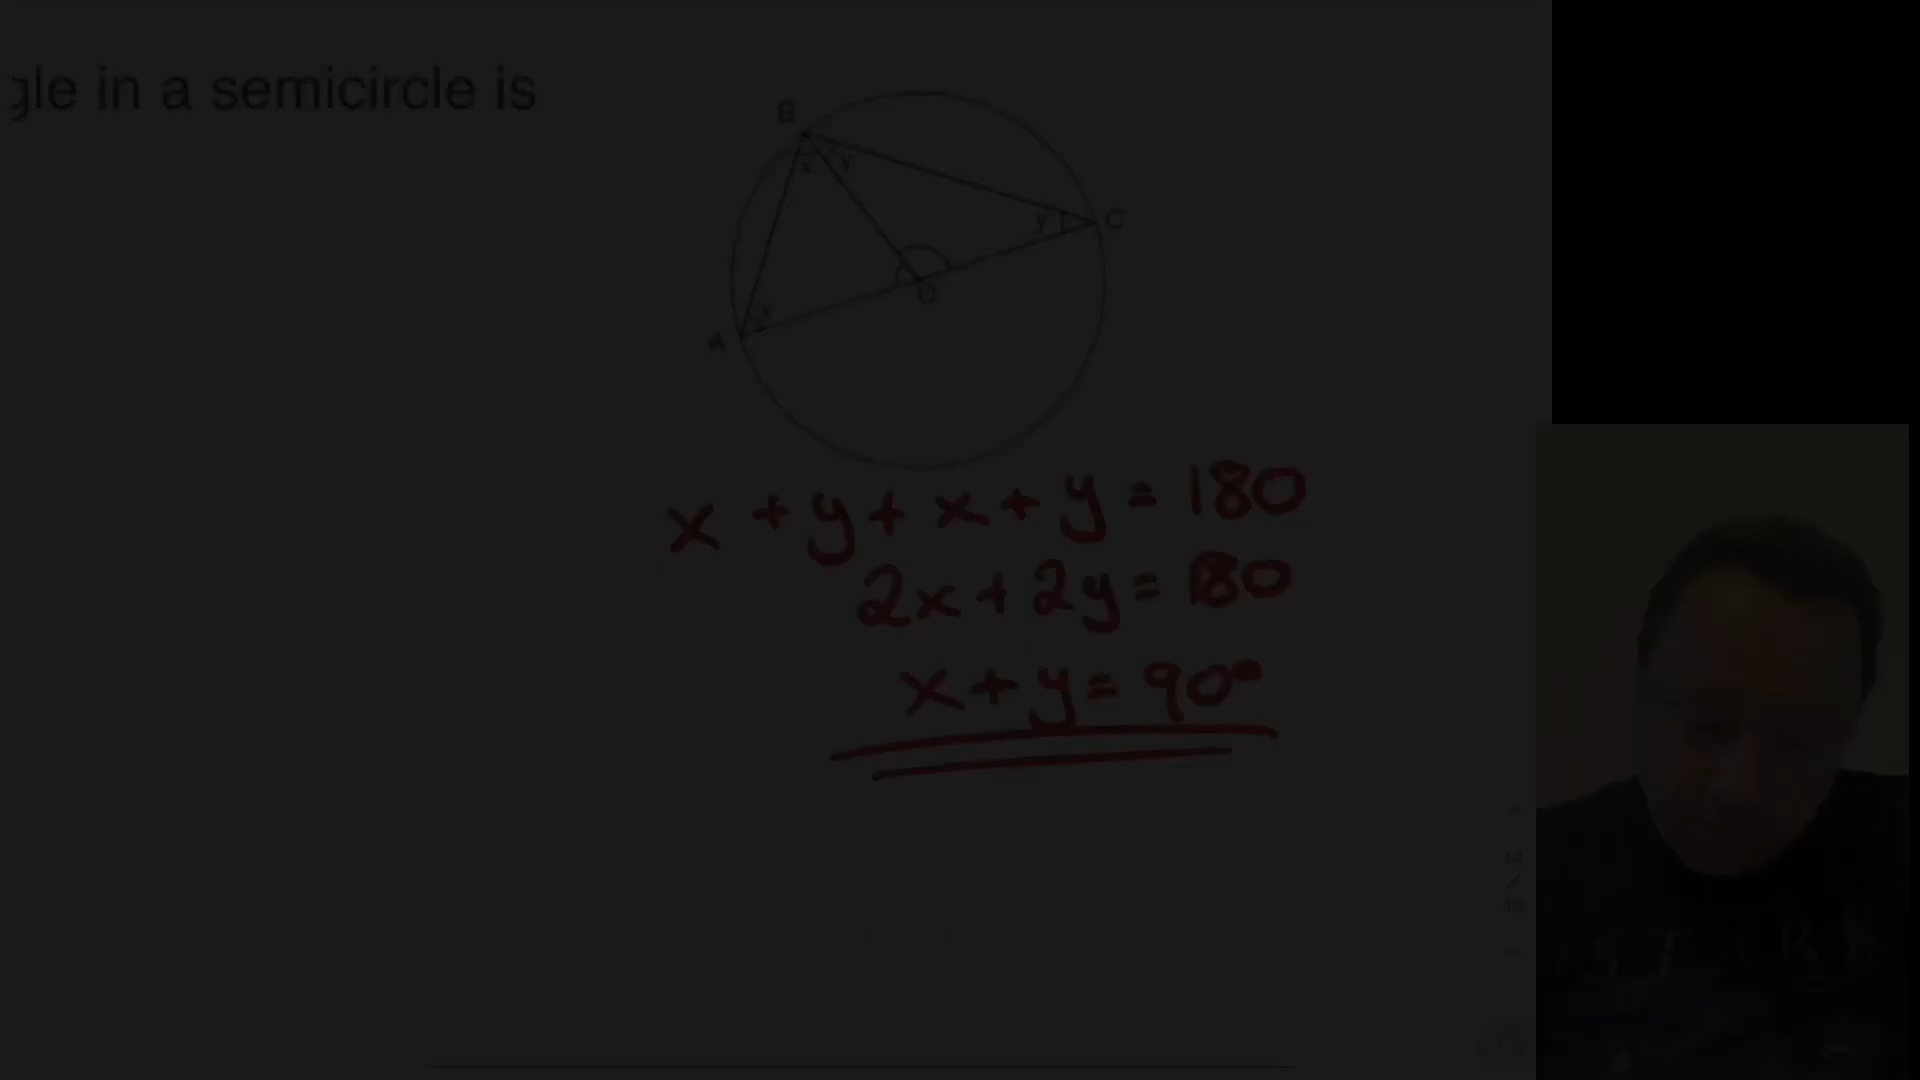 gle in a semicircle is
B
x y
y C
O
x
A
x + y + x + y = 180
2x + 2y = 180
x + y = 90°